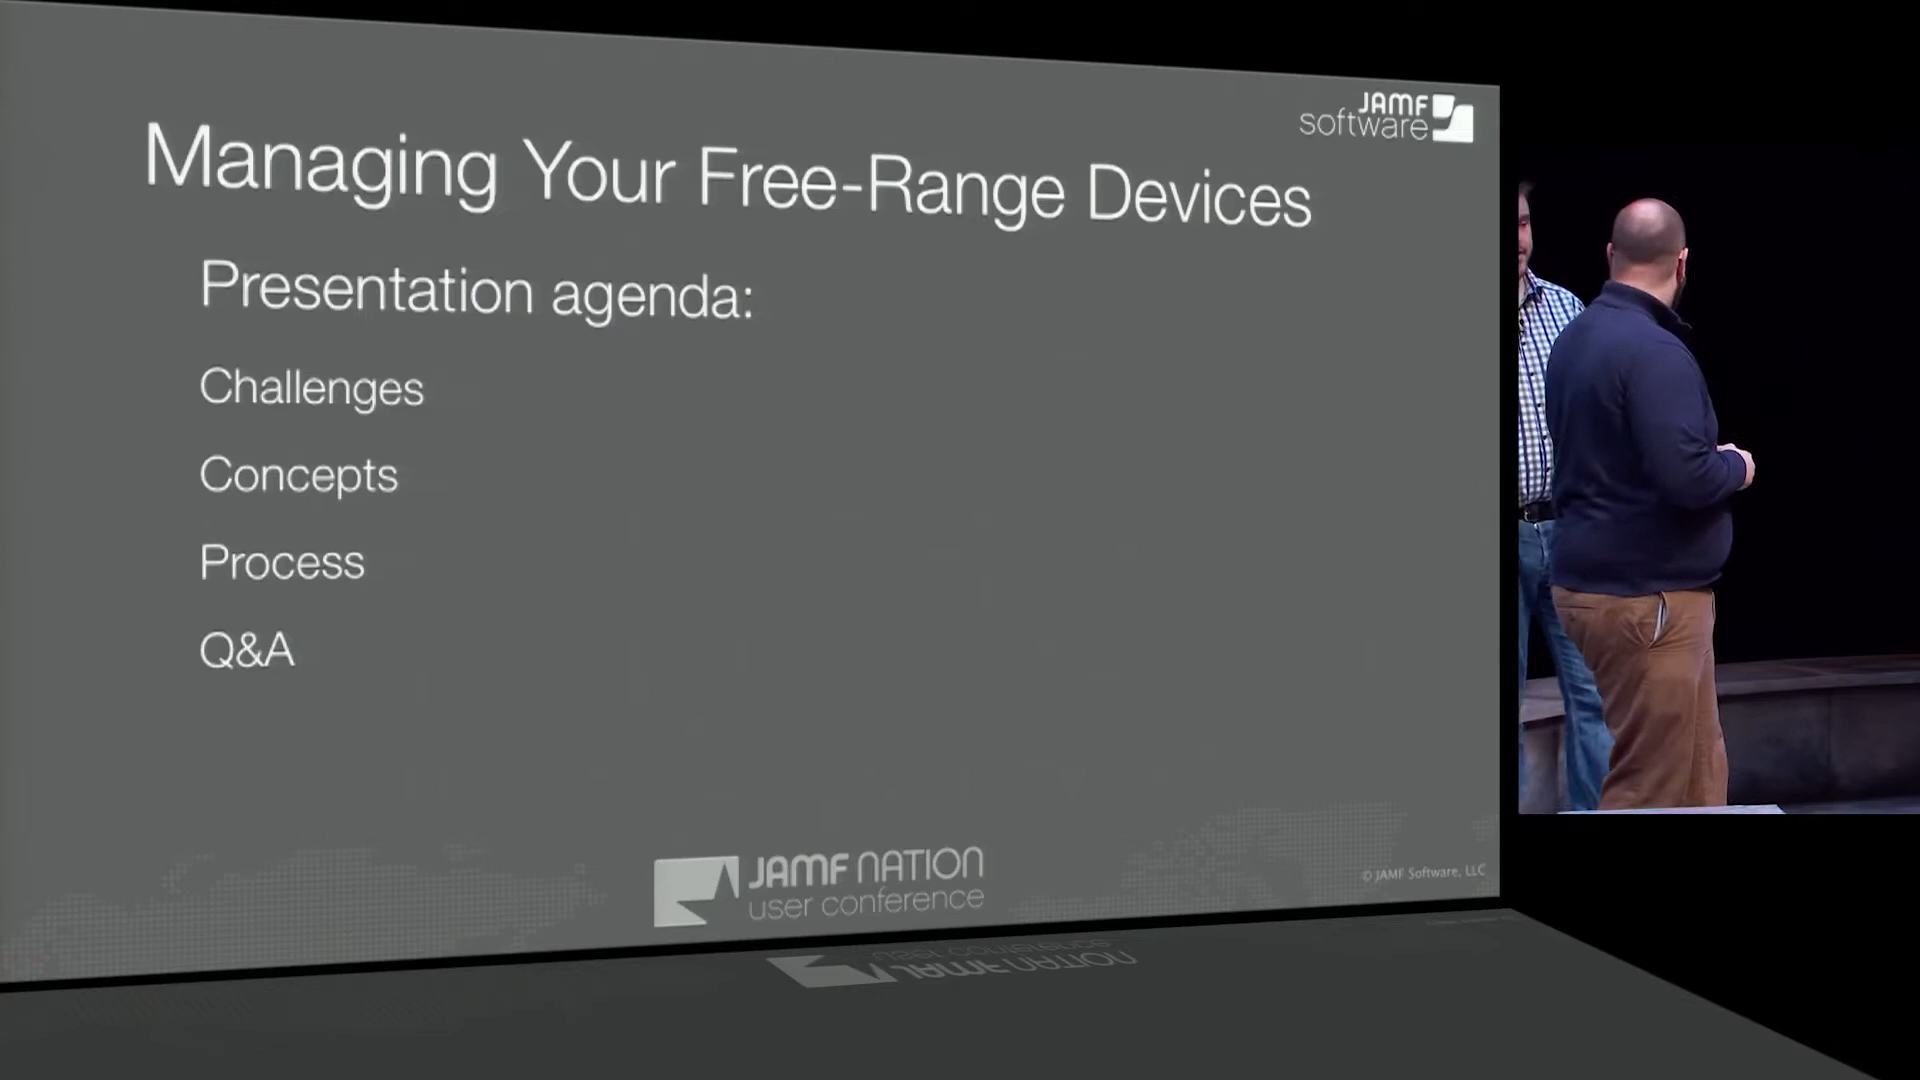 JAMF
software
Managing Your Free-Range Devices
Presentation agenda:
Challenges
Concepts
Process
Q&A
JAMF NATION
user conference
© JAMF Software, LLC